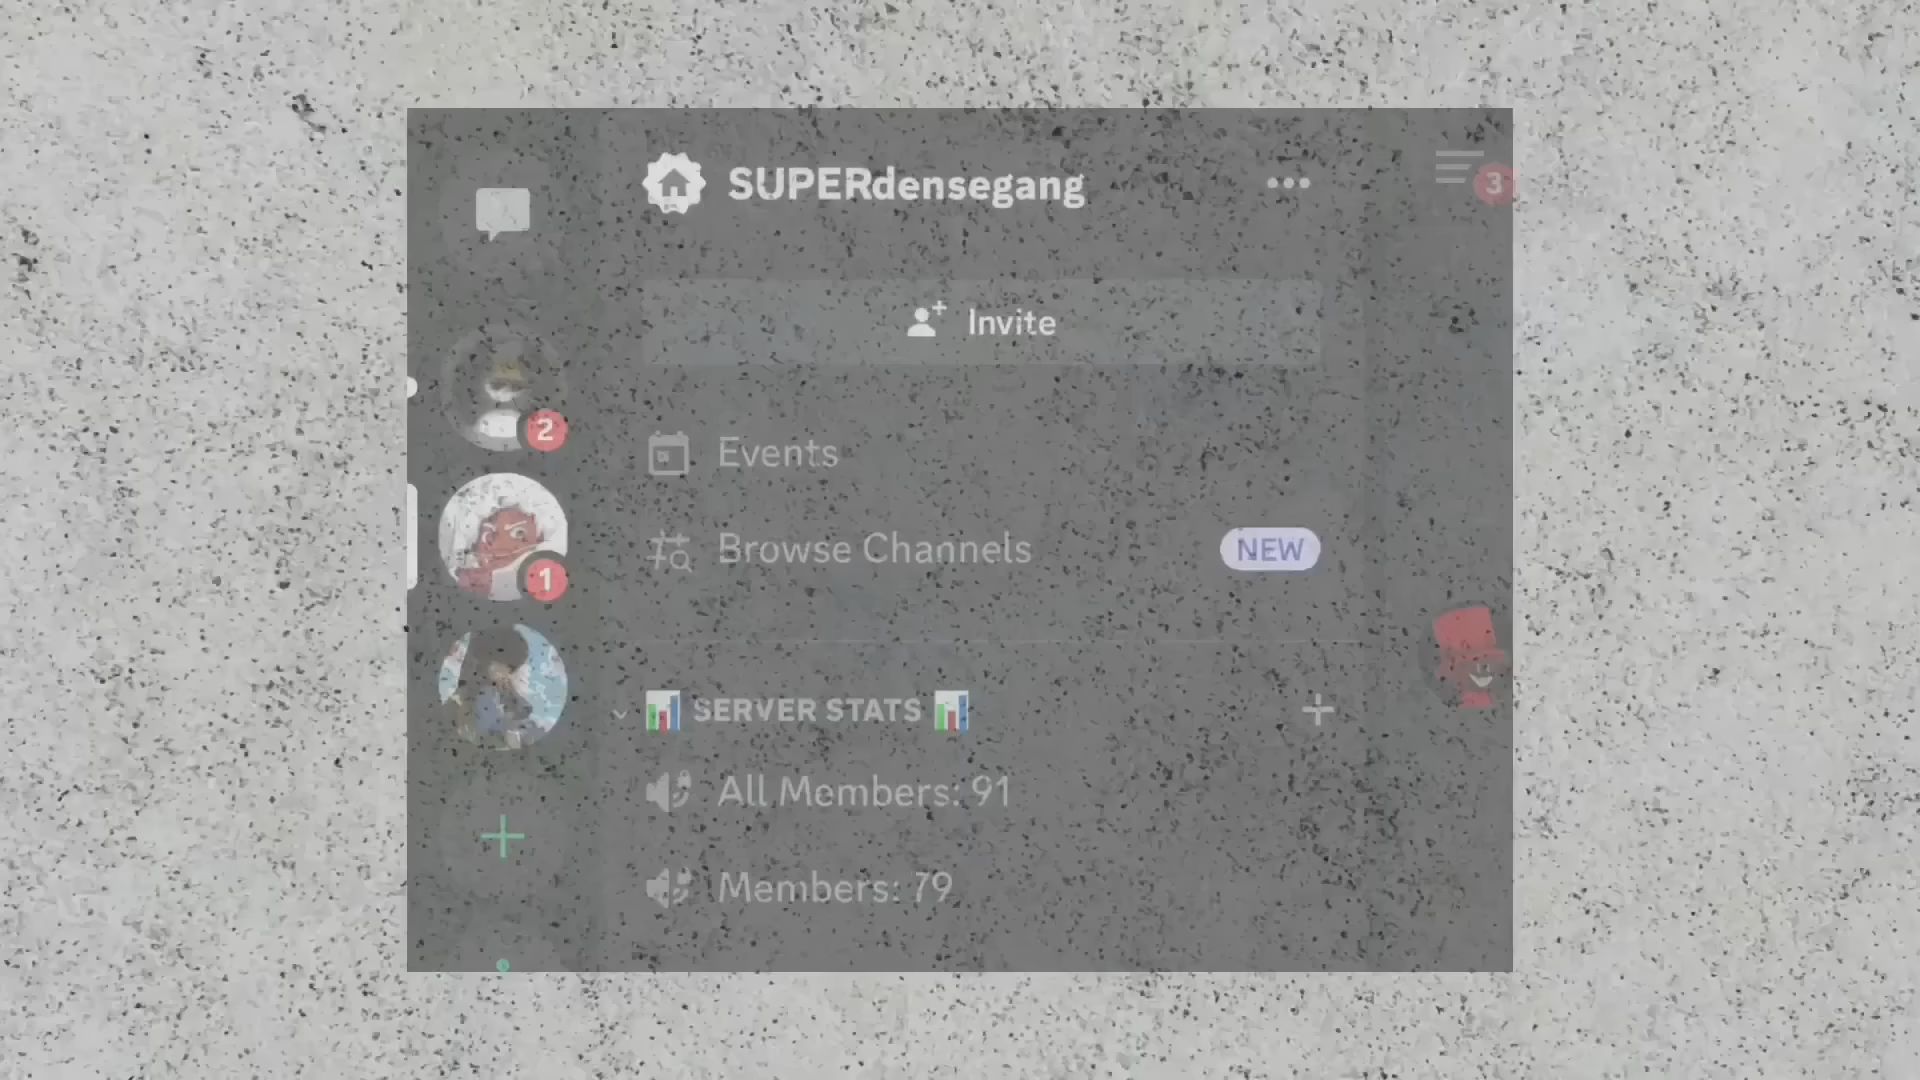 SUPERdensegang
3
Invite
2
Events
1
Browse Channels NEW
SERVER STATS
All Members: 91
Members: 79